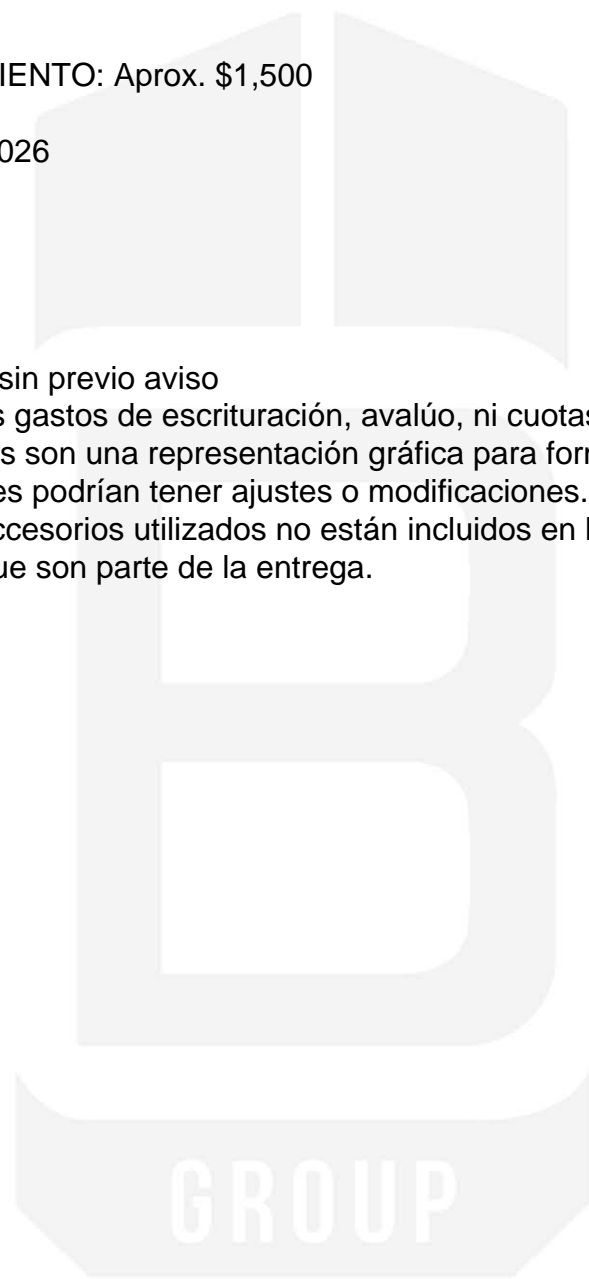 IENTO: Aprox. $1,500
026
sin previo aviso
s gastos de escrituración, avalúo, ni cuotas
s son una representación gráfica para for
es podrían tener ajustes o modificaciones.
ccesorios utilizados no están incluidos en l
ue son parte de la entrega.
B
GROUP